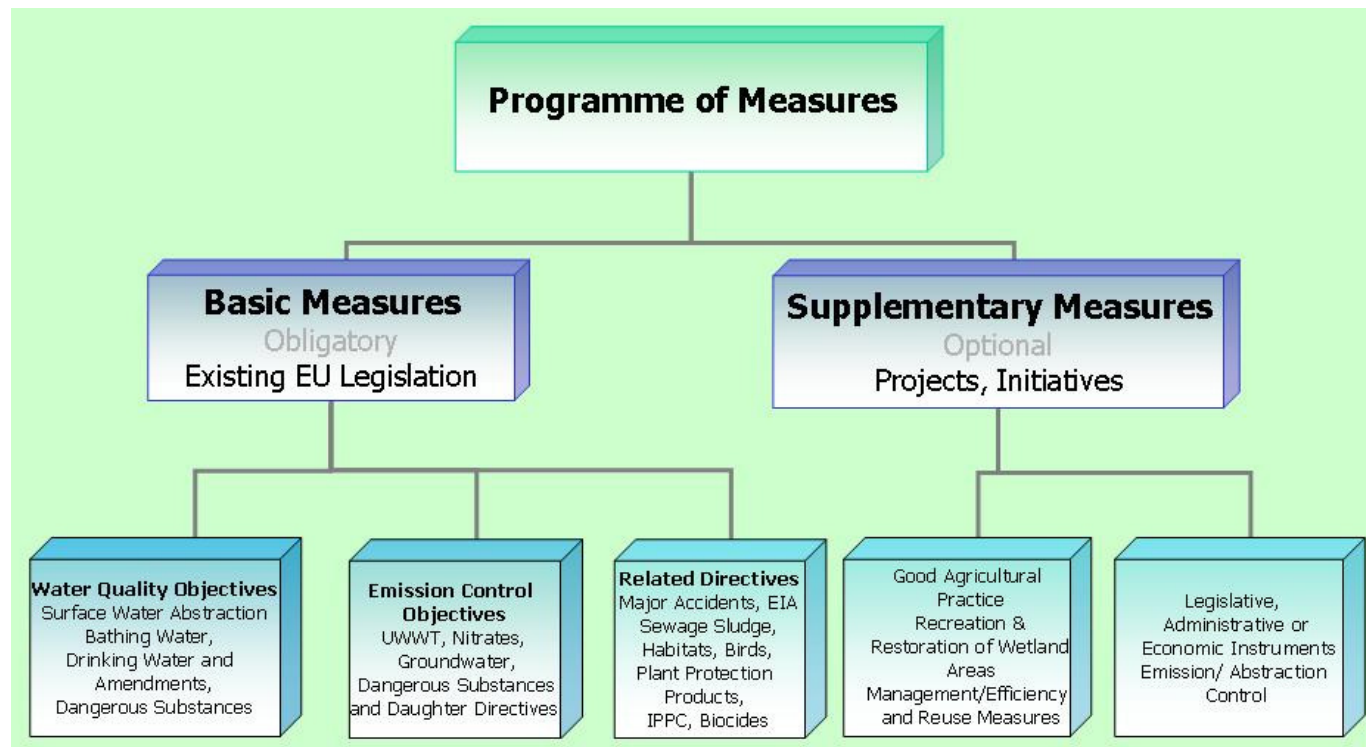 Programme of Measures
Basic Measures
Obligatory
Existing EU Legislation
Supplementary Measures
Optional
Projects, Initiatives
Water Quality Objectives
Surface Water Abstraction
Bathing Water,
Drinking Water and
Amendments,
Dangerous Substances
Emission Control
Objectives
UWWT, Nitrates,
Groundwater,
Dangerous Substances
and Daughter Directives
Related Directives
Major Accidents, EIA
Sewage Sludge,
Habitats, Birds,
Plant Protection
Products,
IPPC, Biocides
Good Agricultural
Practice
Recreation &
Restoration of Wetland
Areas
Management/Efficiency
and Reuse Measures
Legislative,
Administrative or
Economic Instruments
Emission/ Abstraction
Control